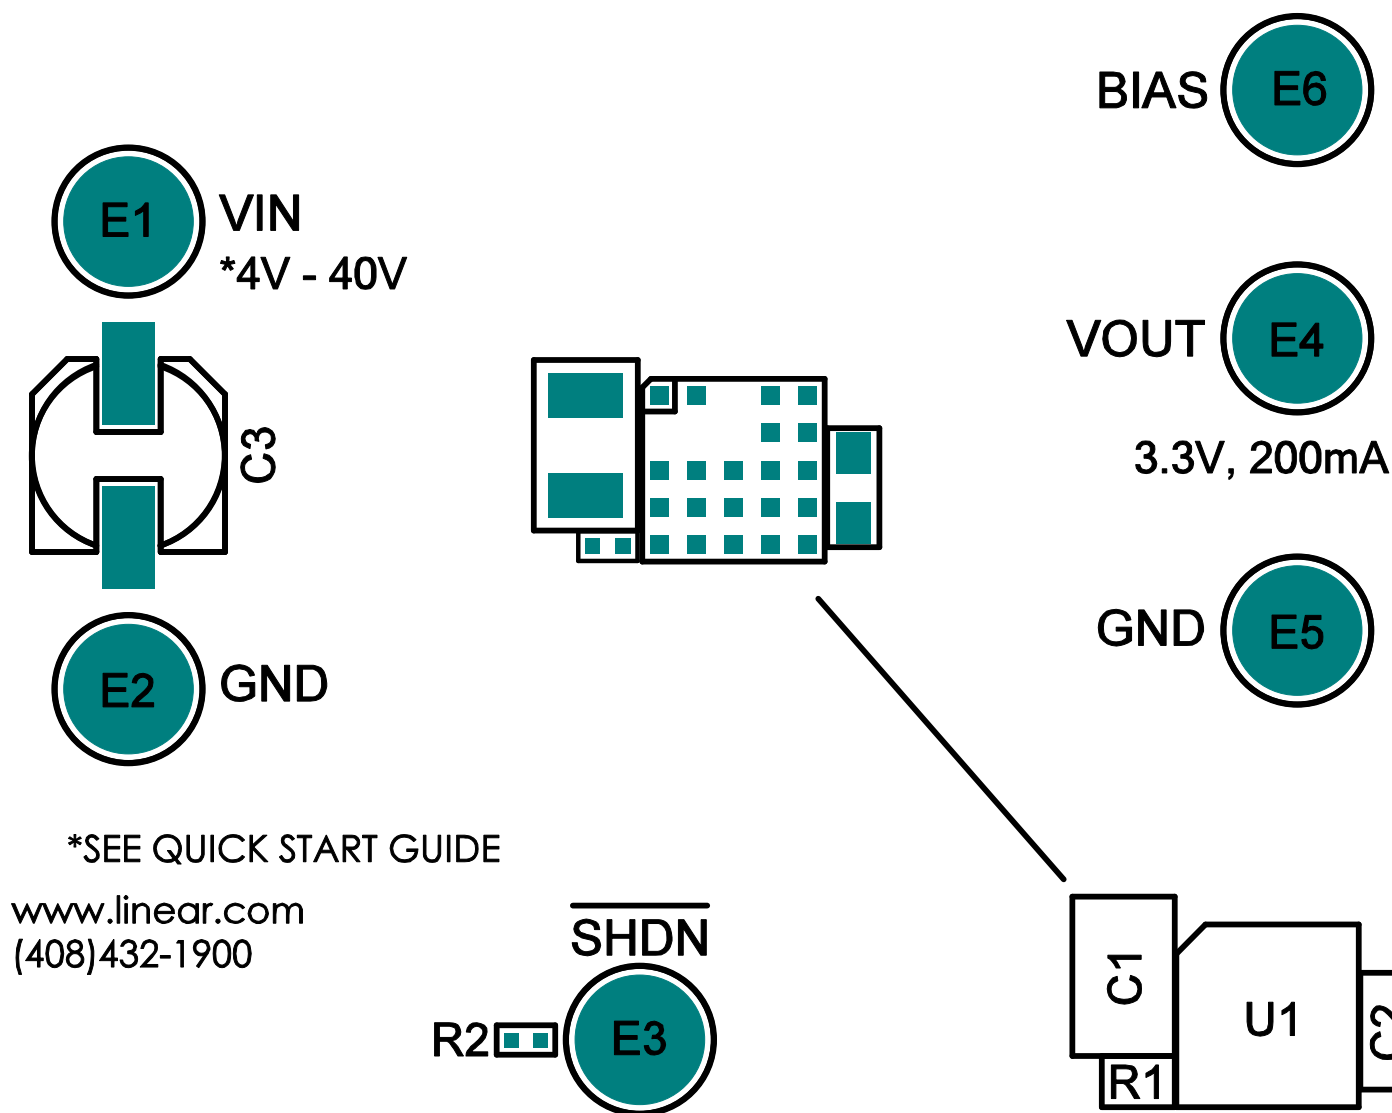 BIAS
E6
E1
VIN
*4V - 40V
VOUT
E4
C3
3.3V, 200mA
GND
E5
E2
GND
*SEE QUICK START GUIDE
www.linear.com
(408)432-1900
SHDN
R2
E3
C1
U1
C2
R1